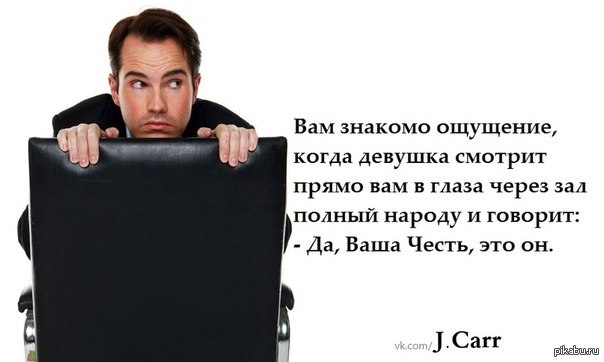 Вам знакомо ощущение,
когда девушка смотрит
прямо вам в глаза через зал
полный народу и говорит:
- Да, Ваша Честь, это он.
vk.com/J.Carr
pikabu.ru